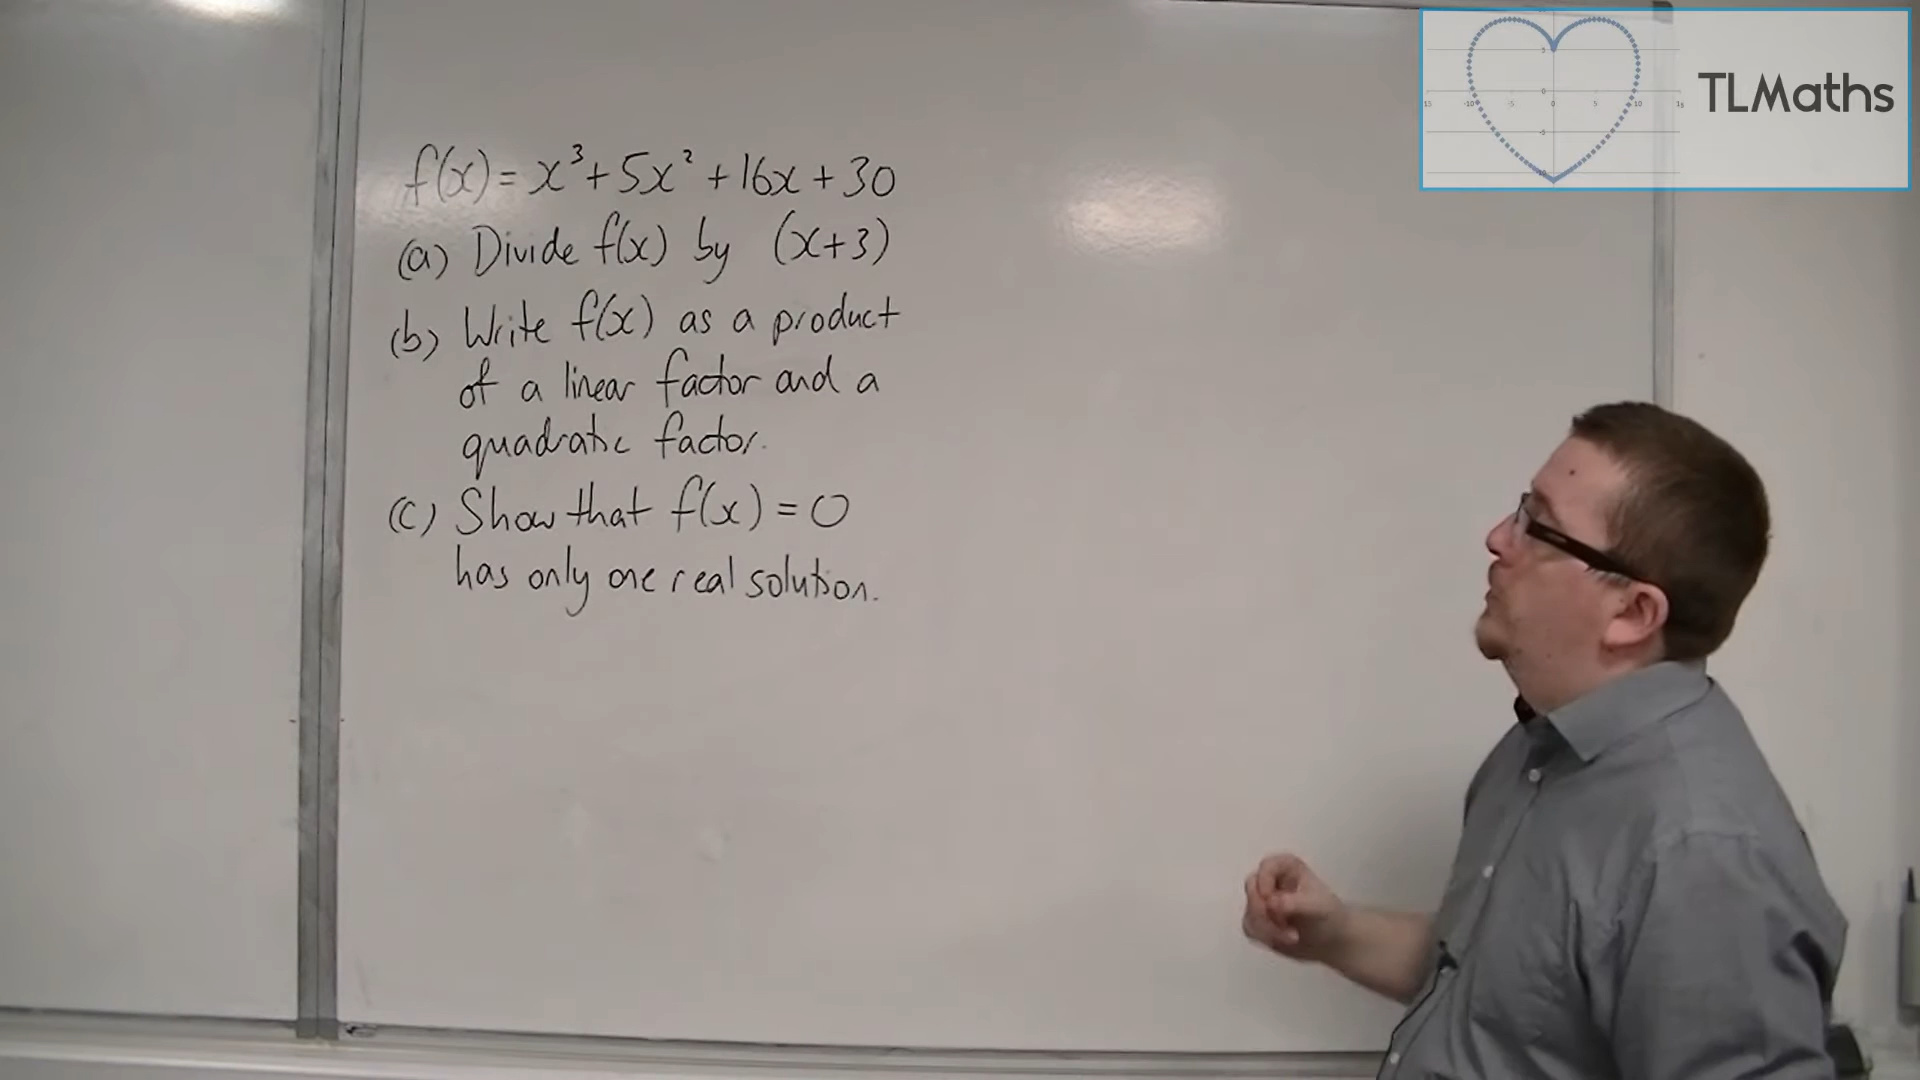 f(x) = x³ + 5x² + 16x + 30
(a) Divide f(x) by (x+3)
(b) Write f(x) as a product
of a linear factor and a
quadratic factor.
(c) Show that f(x) = 0
has only one real solution.
TLMaths